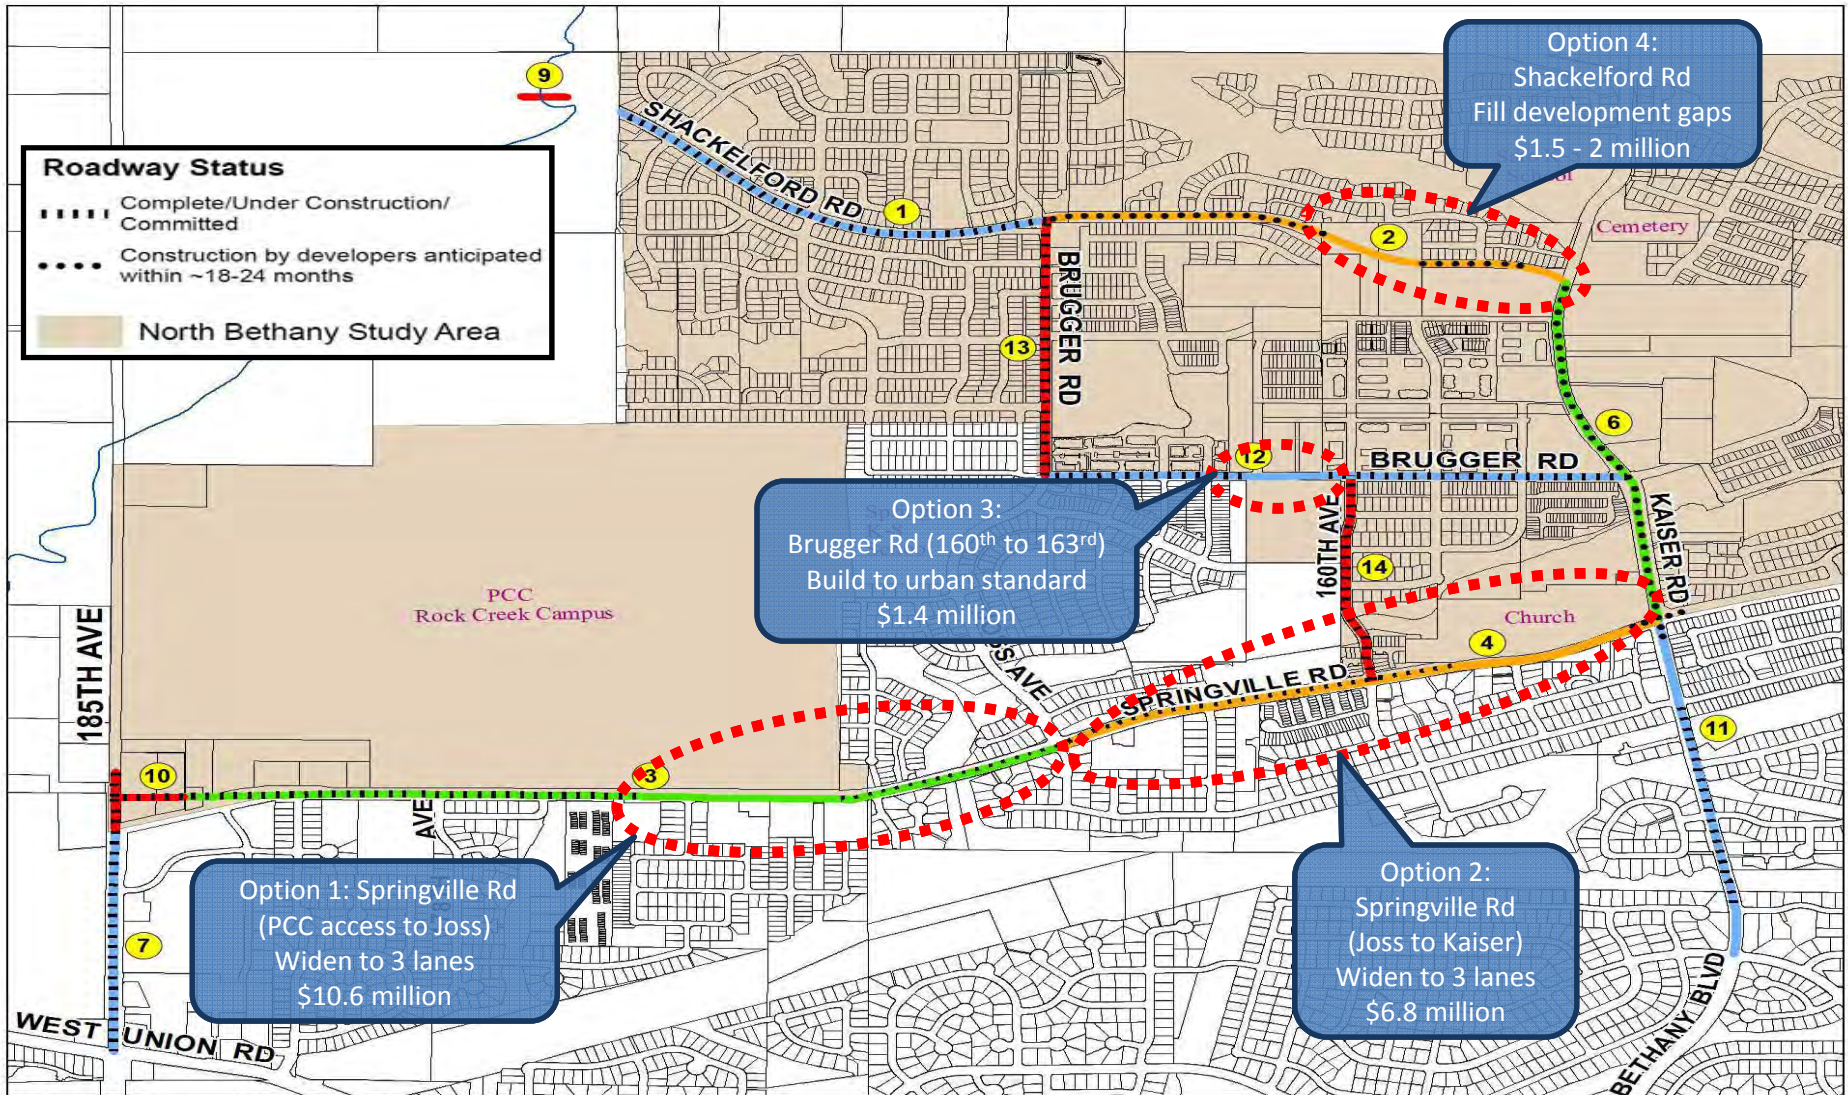 Option 4:
Shackelford Rd
Fill development gaps
$1.5 - 2 million
9
SHACKELFORD RD
Roadway Status
Complete/Under Construction/
Committed
Construction by developers anticipated
within ~18-24 months
North Bethany Study Area
1
2
Cemetery
BRUGGER RD
13
6
12
BRUGGER RD
Option 3:
Brugger Rd (160th to 163rd)
Build to urban standard
$1.4 million
160TH AVE
14
KAISER RD
PCC
Rock Creek Campus
Church
4
185TH AVE
AVE
SPRINGVILLE RD
11
10
3
AVE
Option 1: Springville Rd
(PCC access to Joss)
Widen to 3 lanes
$10.6 million
Option 2:
Springville Rd
(Joss to Kaiser)
Widen to 3 lanes
$6.8 million
7
WEST UNION RD
BETHANY BLVD